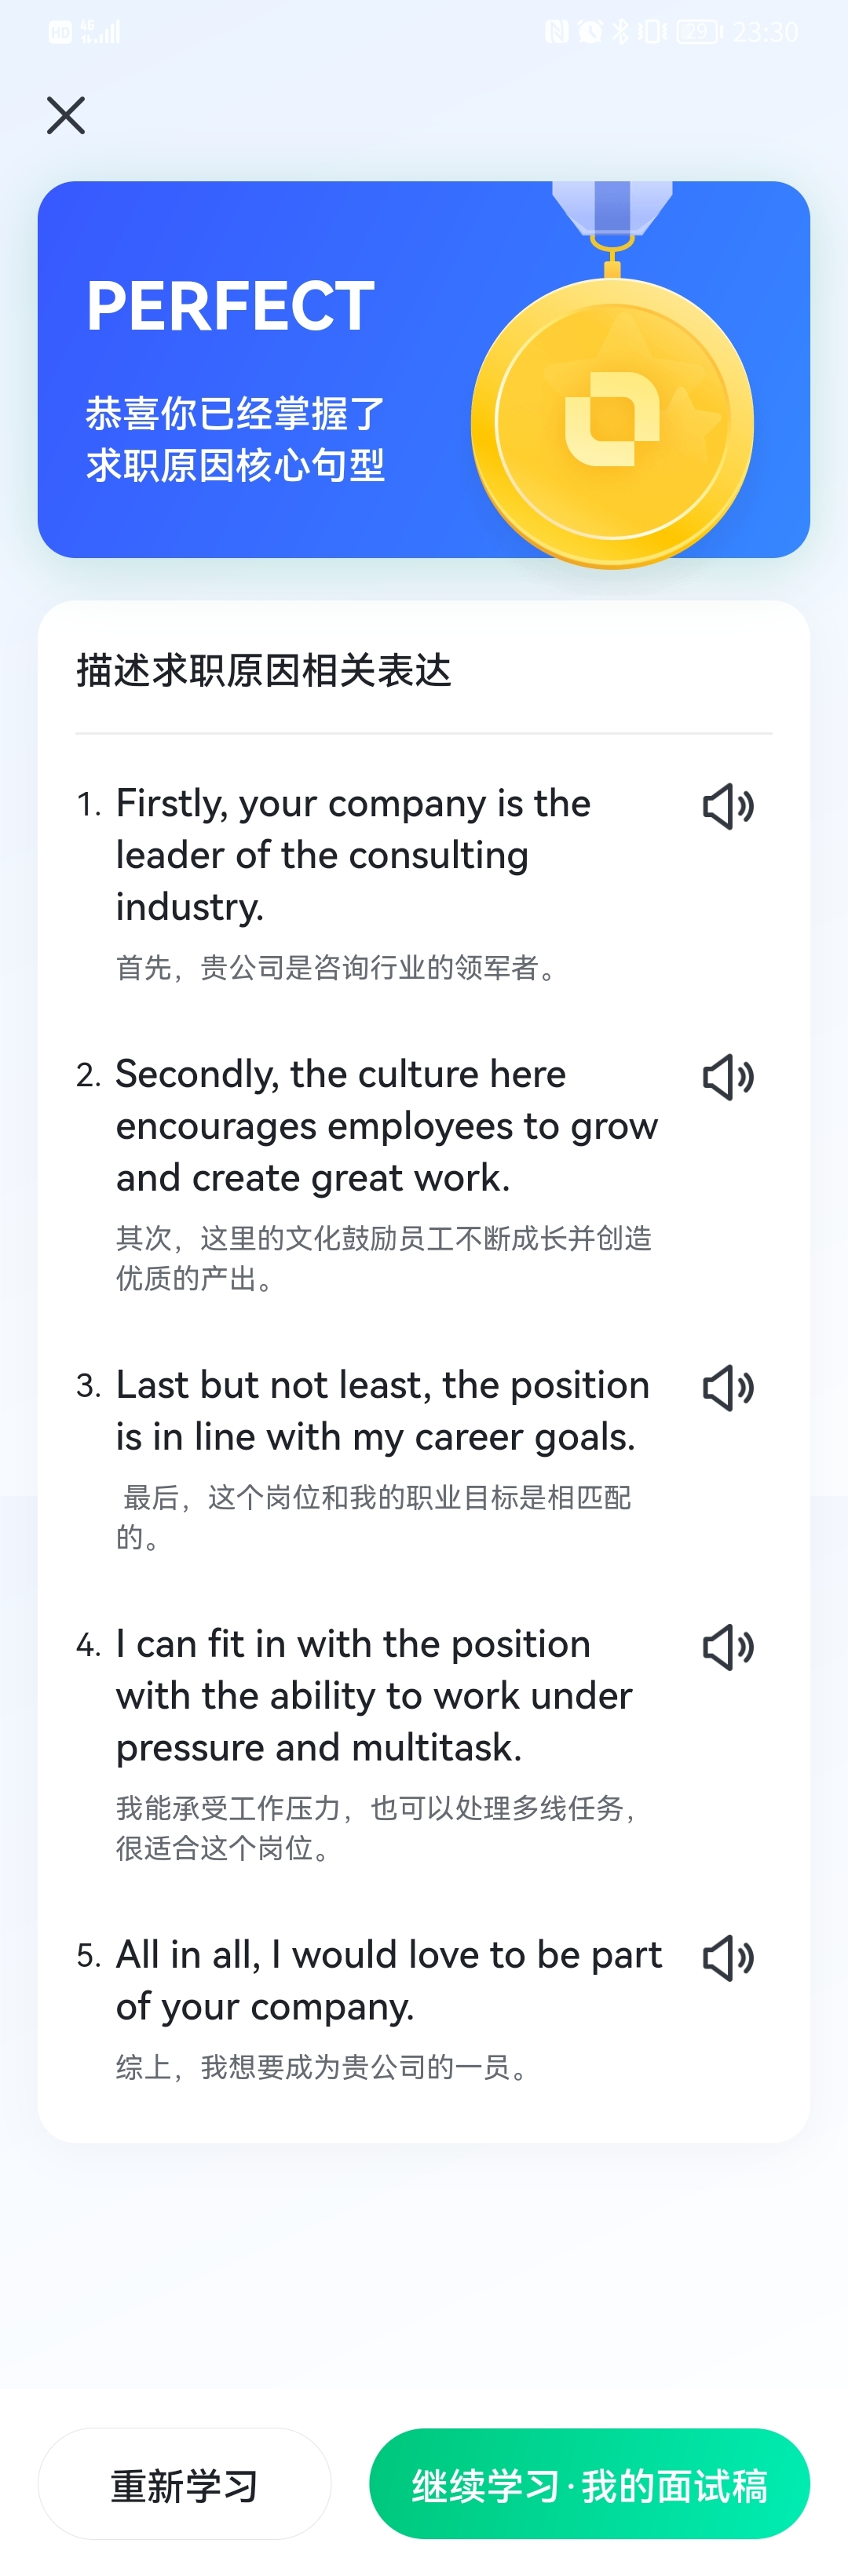 HD 4G 29 23:30
PERFECT
恭喜你已经掌握了
求职原因核心句型
描述求职原因相关表达
1. Firstly, your company is the
leader of the consulting
industry.
首先，贵公司是咨询行业的领军者。
2. Secondly, the culture here
encourages employees to grow
and create great work.
其次，这里的文化鼓励员工不断成长并创造
优质的产出。
3. Last but not least, the position
is in line with my career goals.
最后，这个岗位和我的职业目标是相匹配
的。
4. I can fit in with the position
with the ability to work under
pressure and multitask.
我能承受工作压力，也可以处理多线任务，
很适合这个岗位。
5. All in all, I would love to be part
of your company.
综上，我想要成为贵公司的一员。
重新学习
继续学习·我的面试稿